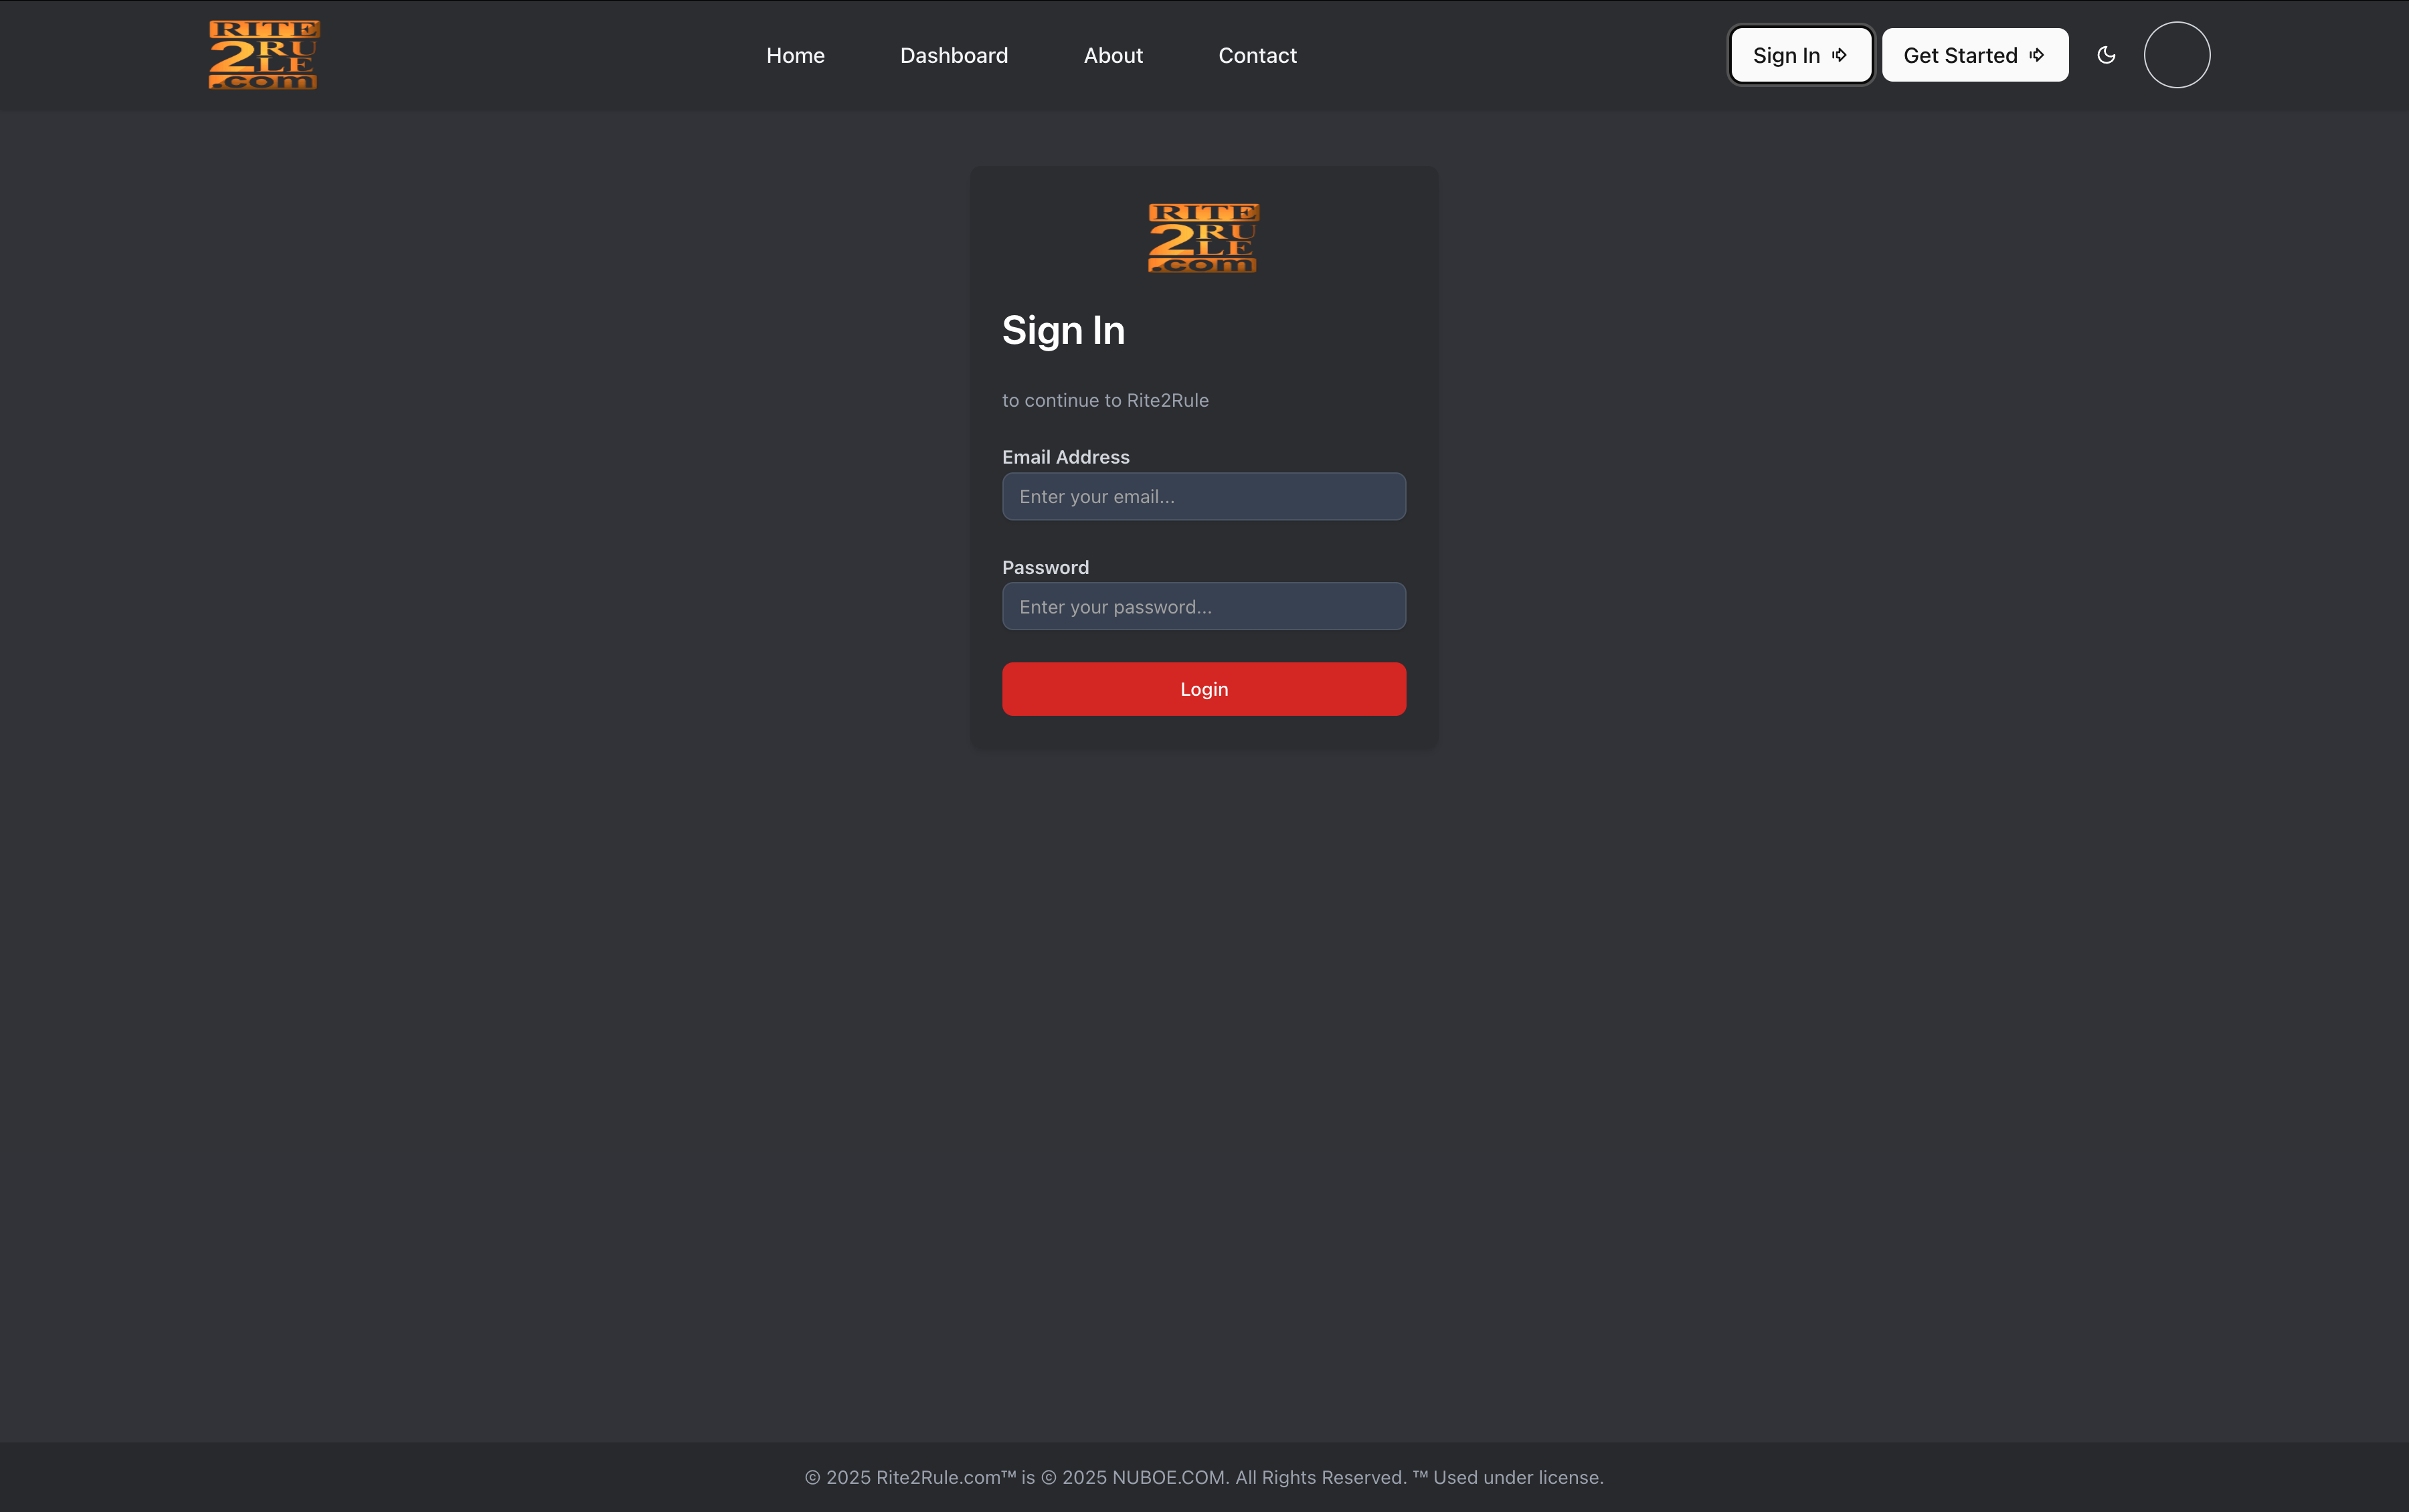 RITE
2 RU
LE
.com
Home
Dashboard
About
Contact
Sign In
Get Started
RITE
2 RU
LE
.com
Sign In
to continue to Rite2Rule
Email Address
Enter your email...
Password
Enter your password...
Login
© 2025 Rite2Rule.com™ is © 2025 NUBOE.COM. All Rights Reserved. ™ Used under license.